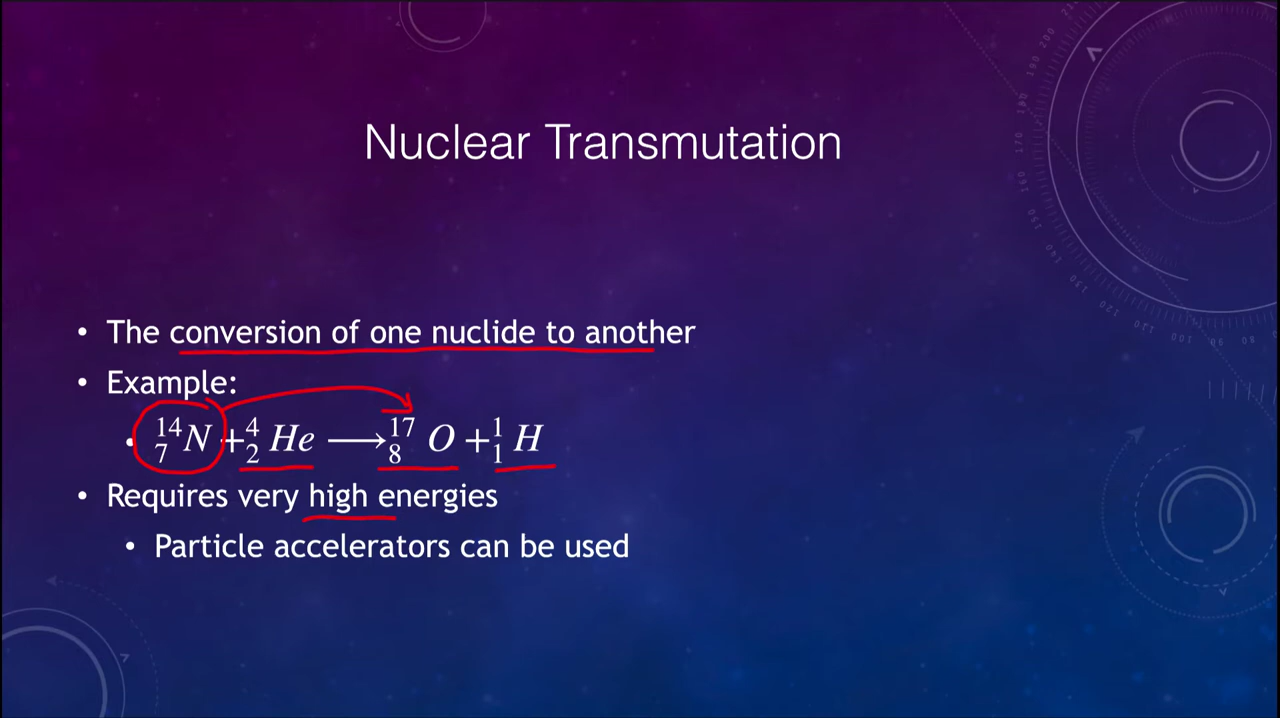 Nuclear Transmutation
• The conversion of one nuclide to another
• Example:
• ¹⁴₇N + ⁴₂He ⟶ ¹⁷₈O + ¹₁H
• Requires very high energies
• Particle accelerators can be used